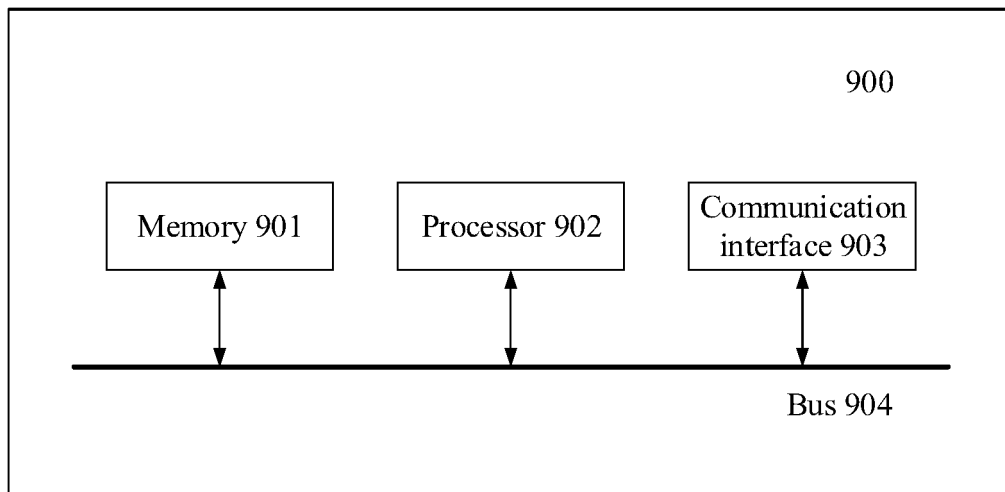 900
Memory 901
Processor 902
Communication
interface 903
Bus 904